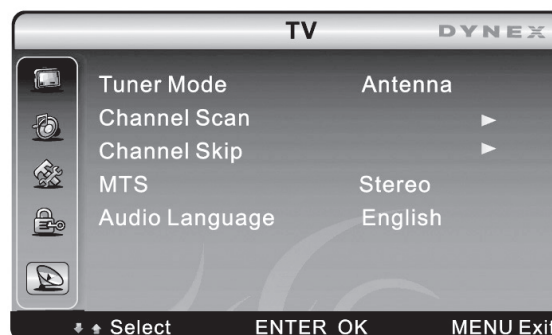 TV DYNEX
Tuner Mode Antenna
Channel Scan
Channel Skip
MTS Stereo
Audio Language English
Select ENTER OK MENU Exit